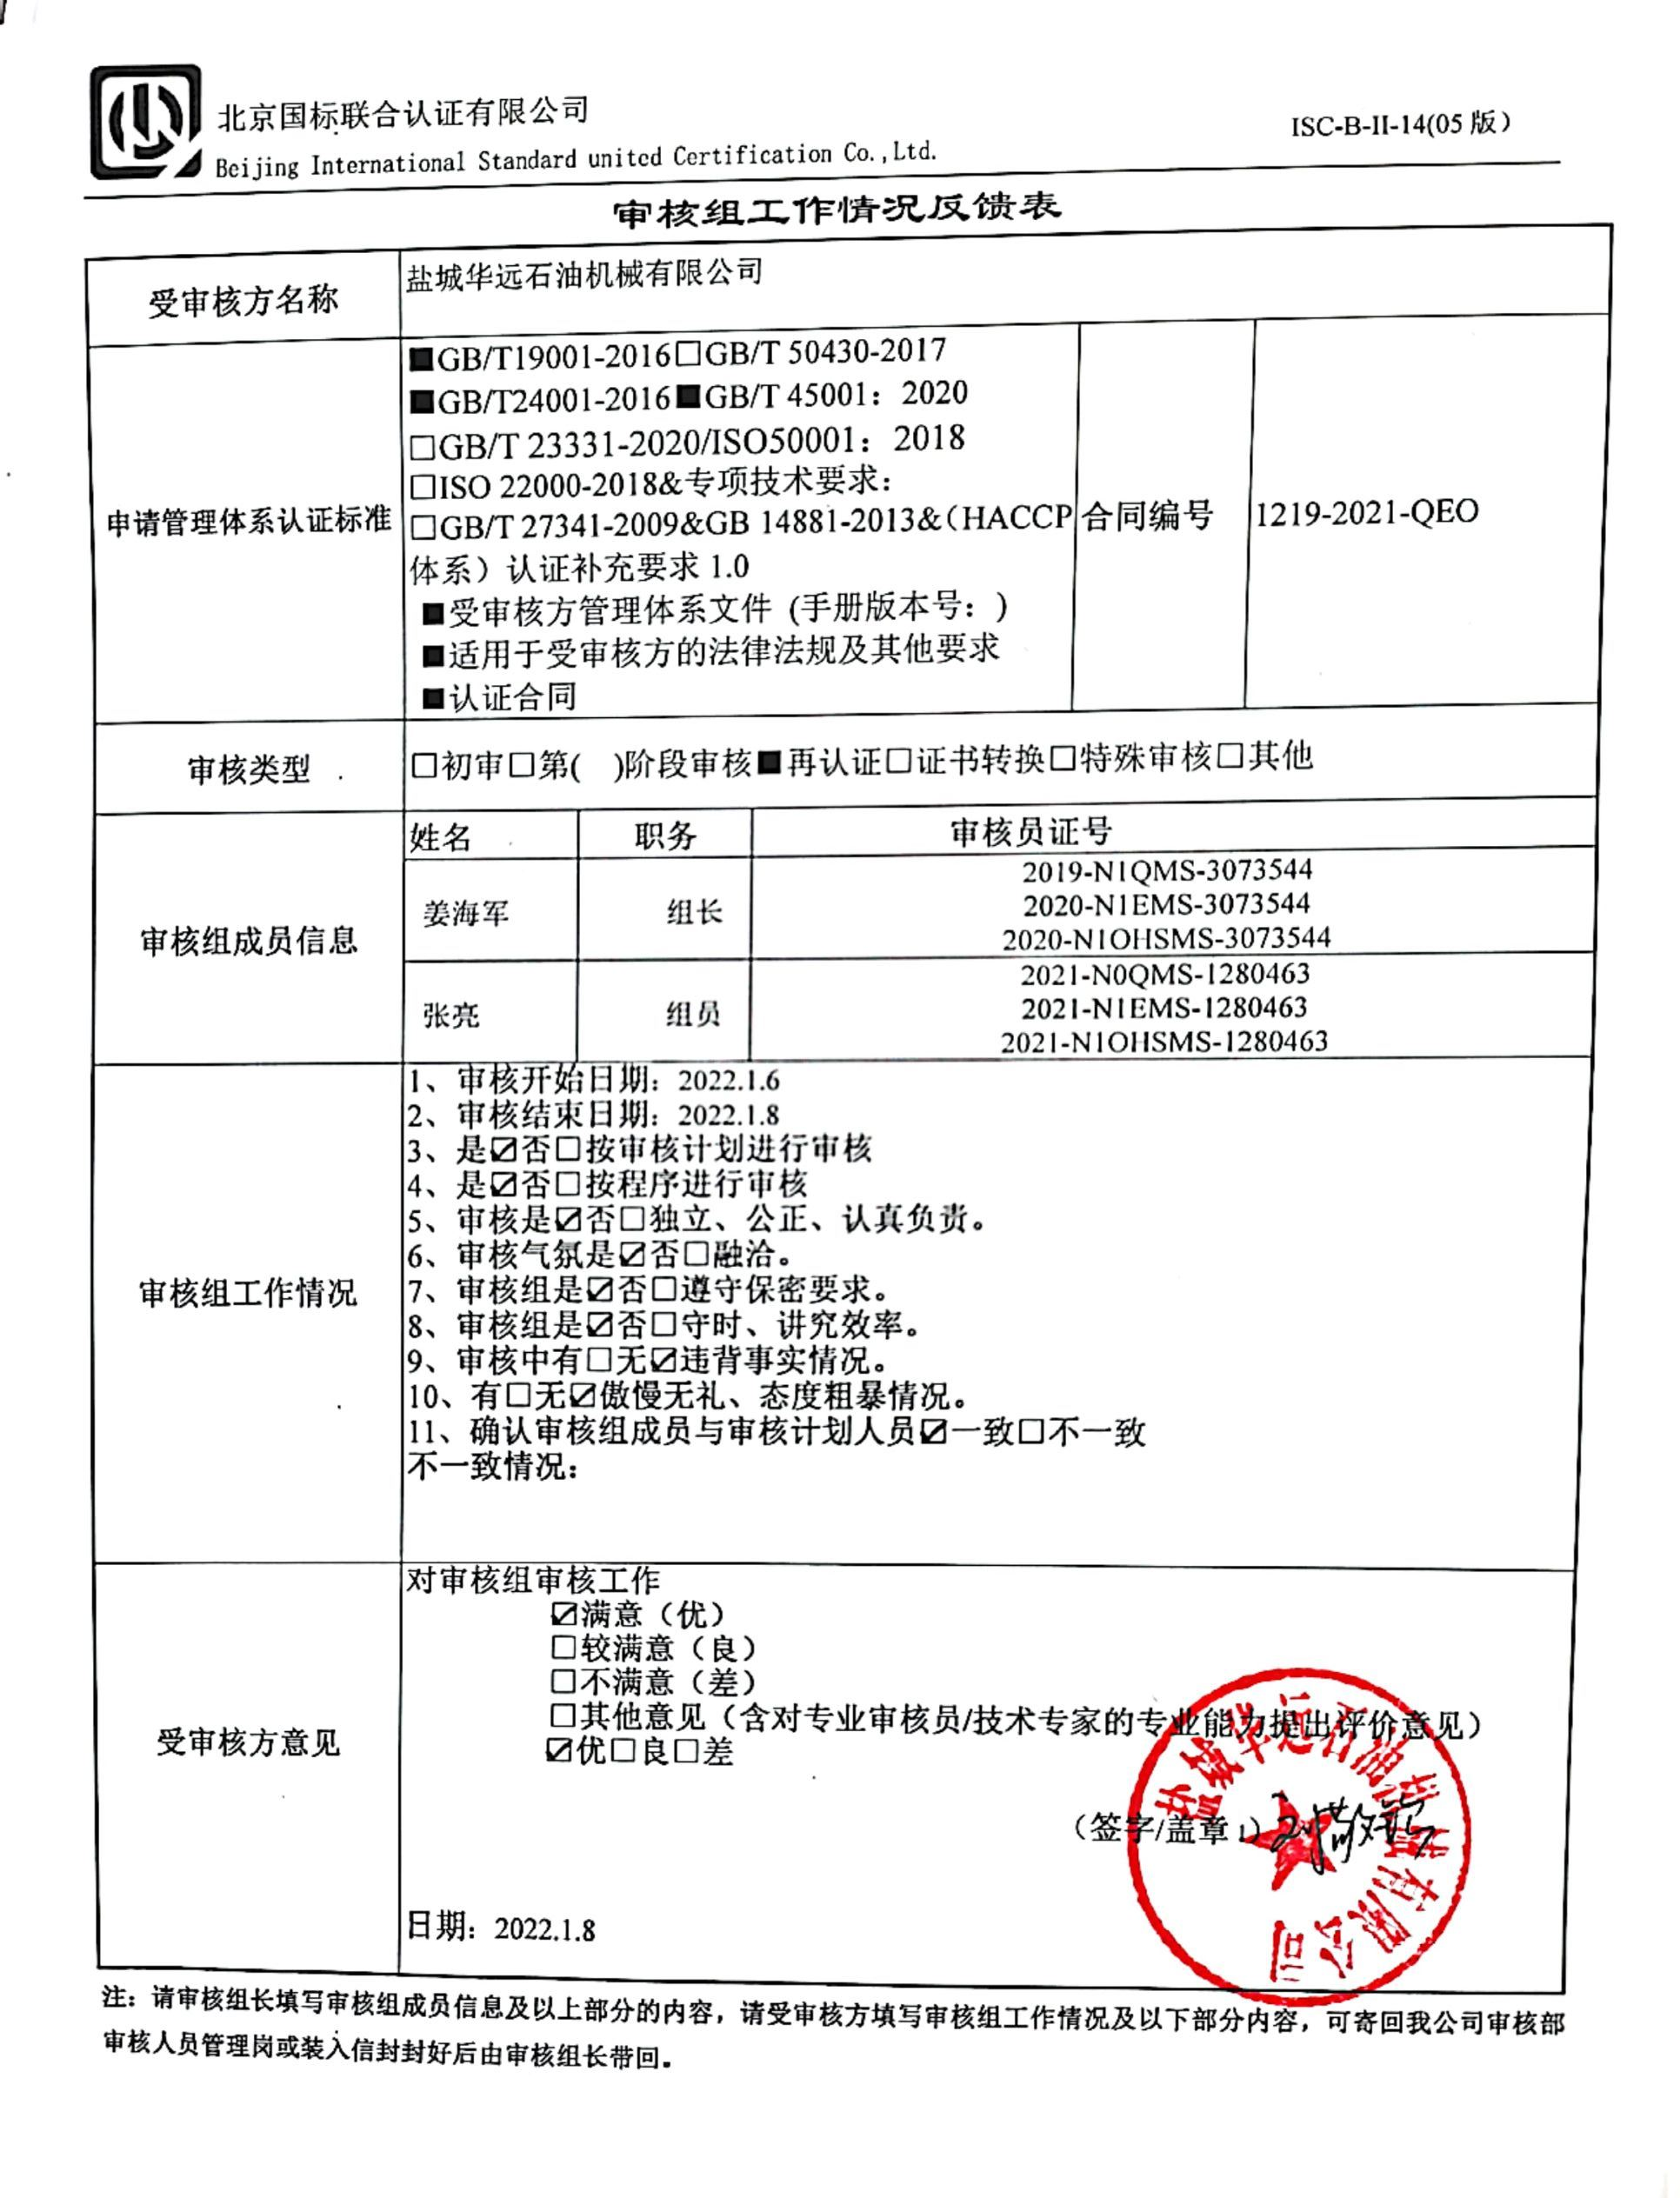 北京国标联合认证有限公司
Beijing International Standard united Certification Co.,Ltd.
ISC-B-II-14(05 版)
审核组工作情况反馈表
受审核方名称
盐城华远石油机械有限公司
申请管理体系认证标准
■GB/T19001-2016□GB/T 50430-2017
■GB/T24001-2016■GB/T 45001：2020
□GB/T 23331-2020/ISO50001：2018
□ISO 22000-2018&专项技术要求：
□GB/T 27341-2009&GB 14881-2013&（HACCP
体系）认证补充要求 1.0
■受审核方管理体系文件 (手册版本号：)
■适用于受审核方的法律法规及其他要求
■认证合同
合同编号
1219-2021-QEO
审核类型
□初审□第( )阶段审核■再认证□证书转换□特殊审核□其他
审核组成员信息
姓名 职务 审核员证号
姜海军 组长
2019-N1QMS-3073544
2020-N1EMS-3073544
2020-N1OHSMS-3073544
张亮 组员
2021-N0QMS-1280463
2021-N1EMS-1280463
2021-N1OHSMS-1280463
审核组工作情况
1、审核开始日期：2022.1.6
2、审核结束日期：2022.1.8
3、是☑否□按审核计划进行审核
4、是☑否□按程序进行审核
5、审核是☑否□独立、公正、认真负责。
6、审核气氛是☑否□融洽。
7、审核组是☑否□遵守保密要求。
8、审核组是☑否□守时、讲究效率。
9、审核中有□无☑违背事实情况。
10、有□无☑傲慢无礼、态度粗暴情况。
11、确认审核组成员与审核计划人员☑一致□不一致
不一致情况：
受审核方意见
对审核组审核工作
☑满意（优）
□较满意（良）
□不满意（差）
□其他意见（含对专业审核员/技术专家的专业能力提出评价意见）
☑优□良□差
（签字/盖章）
盐城华远石油机械有限公司
日期：2022.1.8
注：请审核组长填写审核组成员信息及以上部分的内容，请受审核方填写审核组工作情况及以下部分内容，可寄回我公司审核部
审核人员管理岗或装入信封封好后由审核组长带回。